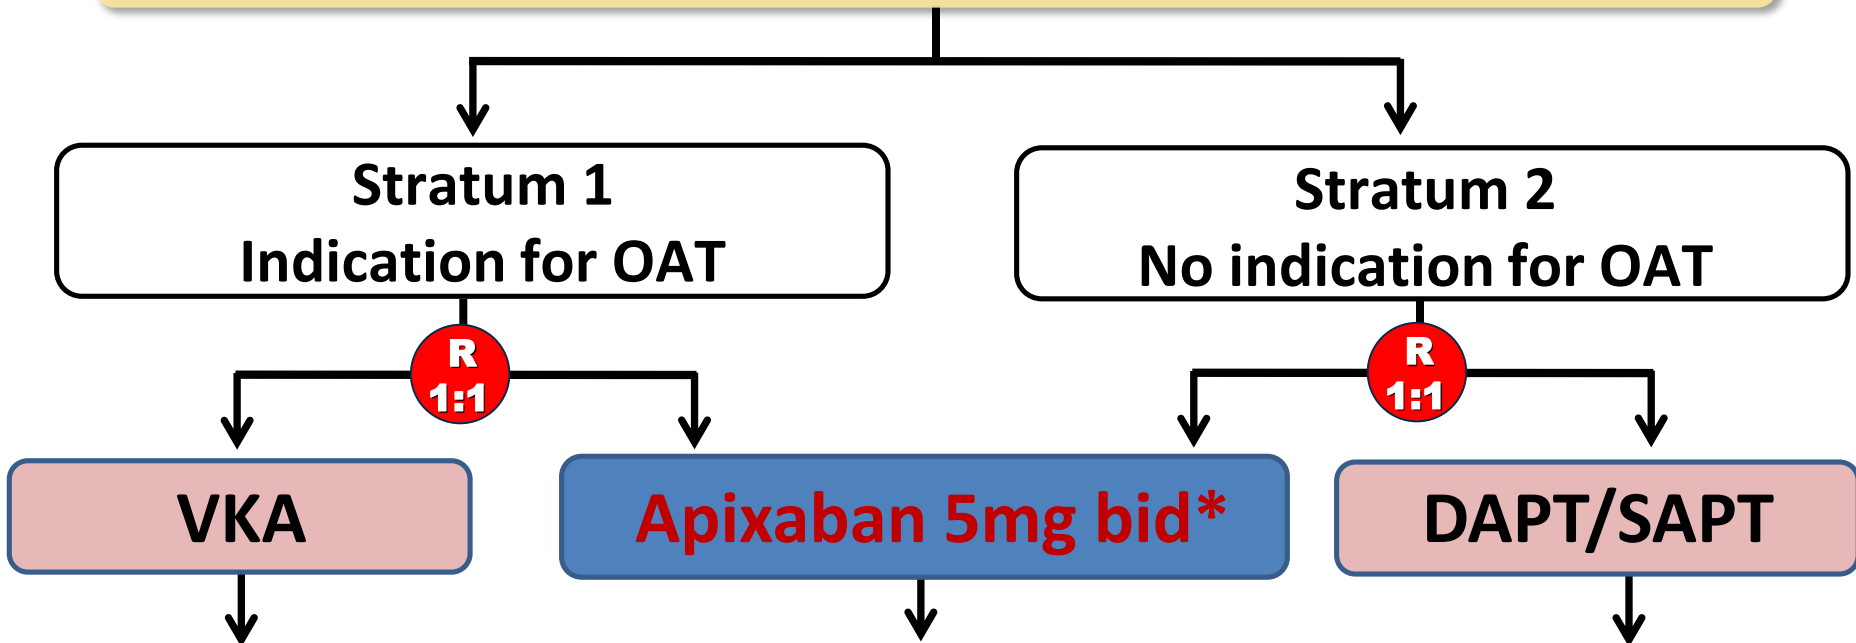 Stratum 1
Indication for OAT
Stratum 2
No indication for OAT
R
1:1
R
1:1
VKA
Apixaban 5mg bid*
DAPT/SAPT